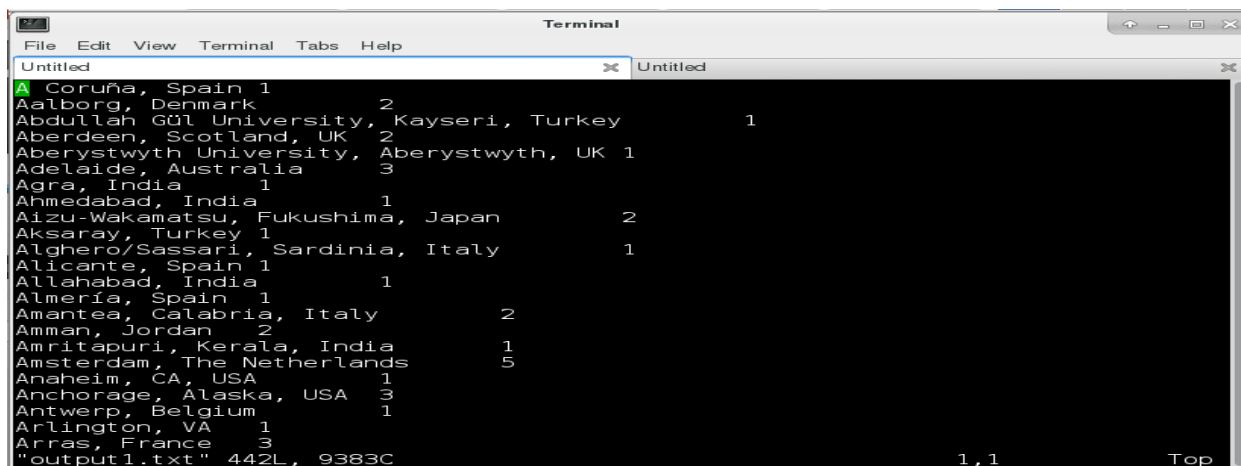 Terminal
File Edit View Terminal Tabs Help
Untitled Untitled
A Coruña, Spain 1
Aalborg, Denmark 2
Abdullah Gül University, Kayseri, Turkey 1
Aberdeen, Scotland, UK 2
Aberystwyth University, Aberystwyth, UK 1
Adelaide, Australia 3
Agra, India 1
Ahmedabad, India 1
Aizu-Wakamatsu, Fukushima, Japan 2
Aksaray, Turkey 1
Alghero/Sassari, Sardinia, Italy 1
Alicante, Spain 1
Allahabad, India 1
Almería, Spain 1
Amantea, Calabria, Italy 2
Amman, Jordan 2
Amritapuri, Kerala, India 1
Amsterdam, The Netherlands 5
Anaheim, CA, USA 1
Anchorage, Alaska, USA 3
Antwerp, Belgium 1
Arlington, VA 1
Arras, France 3
"output1.txt" 442L, 9383C 1,1 Top